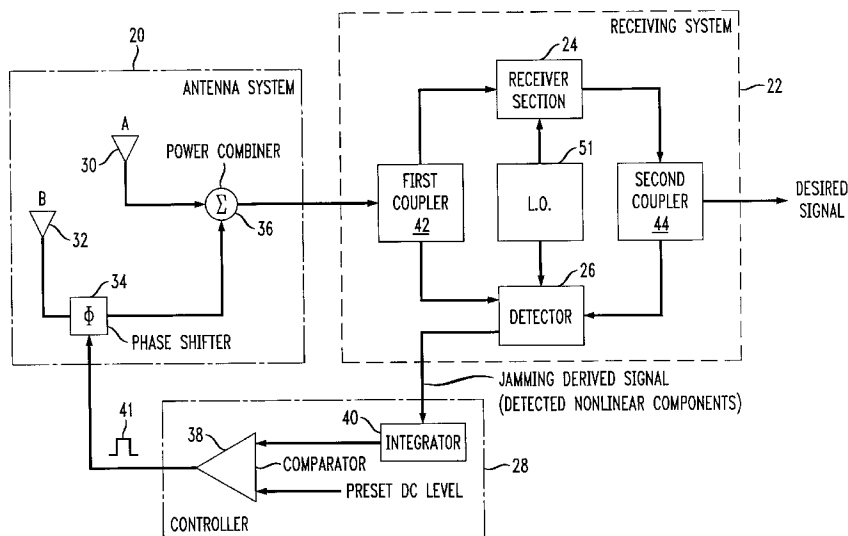 20
ANTENNA SYSTEM
A
30
POWER COMBINER
Σ
36
B
32
34
Φ
PHASE SHIFTER
RECEIVING SYSTEM
22
24
RECEIVER
SECTION
51
L.O.
FIRST
COUPLER
42
SECOND
COUPLER
44
DESIRED
SIGNAL
26
DETECTOR
JAMMING DERIVED SIGNAL
(DETECTED NONLINEAR COMPONENTS)
40
INTEGRATOR
41
38
COMPARATOR
28
PRESET DC LEVEL
CONTROLLER